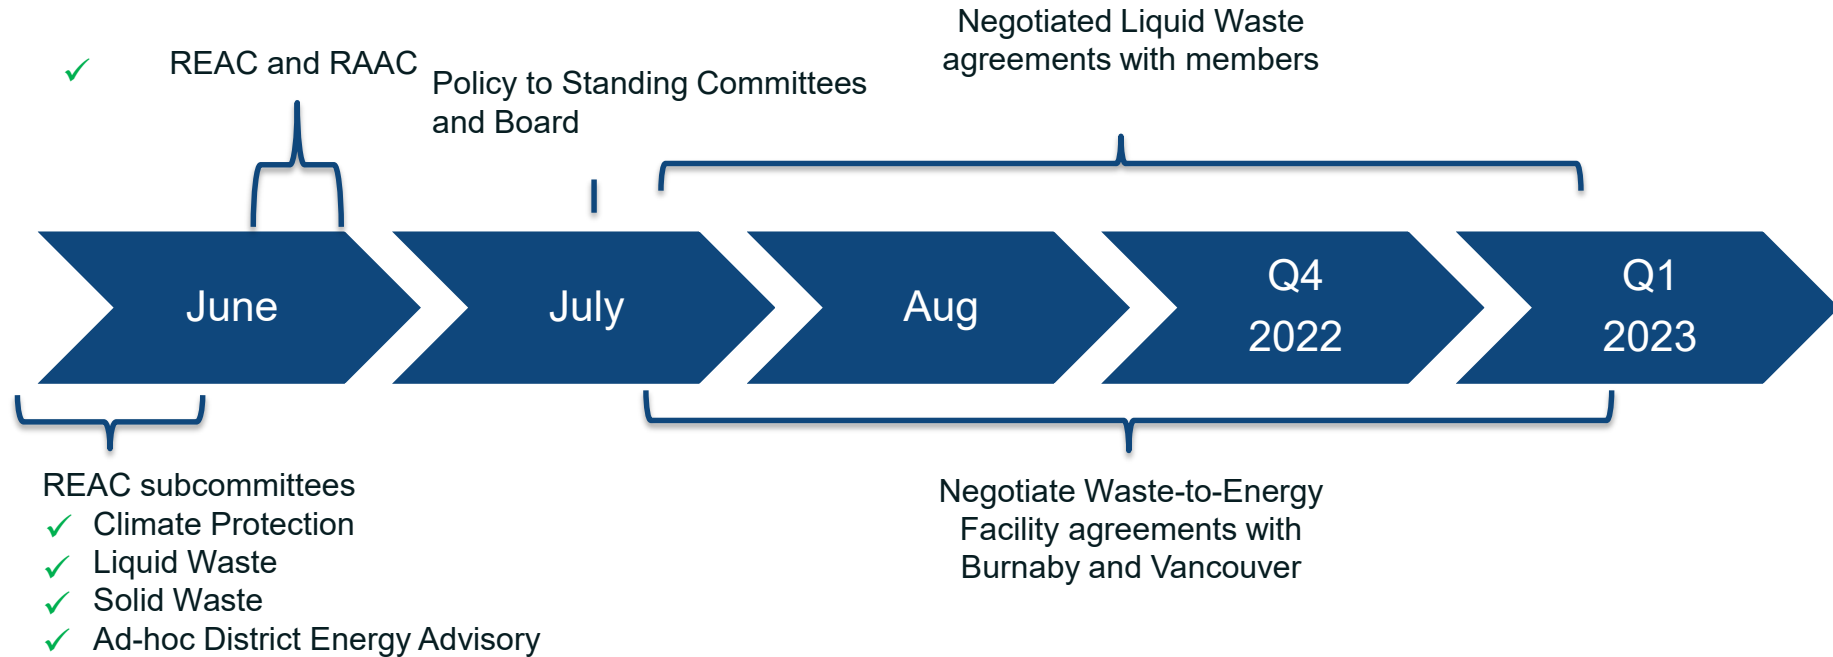 REAC and RAAC
Policy to Standing Committees
and Board
Negotiated Liquid Waste
agreements with members
June
July
Aug
Q4
2022
Q1
2023
REAC subcommittees
✓ Climate Protection
✓ Liquid Waste
✓ Solid Waste
✓ Ad-hoc District Energy Advisory
Negotiate Waste-to-Energy
Facility agreements with
Burnaby and Vancouver